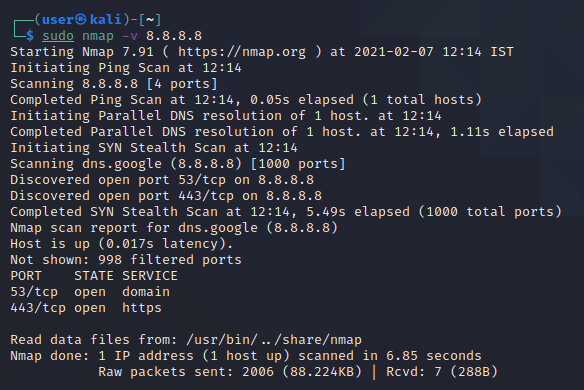 ┌──(user㉿kali)-[~]
└─$ sudo nmap -v 8.8.8.8
Starting Nmap 7.91 ( https://nmap.org ) at 2021-02-07 12:14 IST
Initiating Ping Scan at 12:14
Scanning 8.8.8.8 [4 ports]
Completed Ping Scan at 12:14, 0.05s elapsed (1 total hosts)
Initiating Parallel DNS resolution of 1 host. at 12:14
Completed Parallel DNS resolution of 1 host. at 12:14, 1.11s elapsed
Initiating SYN Stealth Scan at 12:14
Scanning dns.google (8.8.8.8) [1000 ports]
Discovered open port 53/tcp on 8.8.8.8
Discovered open port 443/tcp on 8.8.8.8
Completed SYN Stealth Scan at 12:14, 5.49s elapsed (1000 total ports)
Nmap scan report for dns.google (8.8.8.8)
Host is up (0.017s latency).
Not shown: 998 filtered ports
PORT    STATE SERVICE
53/tcp  open  domain
443/tcp open  https
Read data files from: /usr/bin/../share/nmap
Nmap done: 1 IP address (1 host up) scanned in 6.85 seconds
Raw packets sent: 2006 (88.224KB) | Rcvd: 7 (288B)